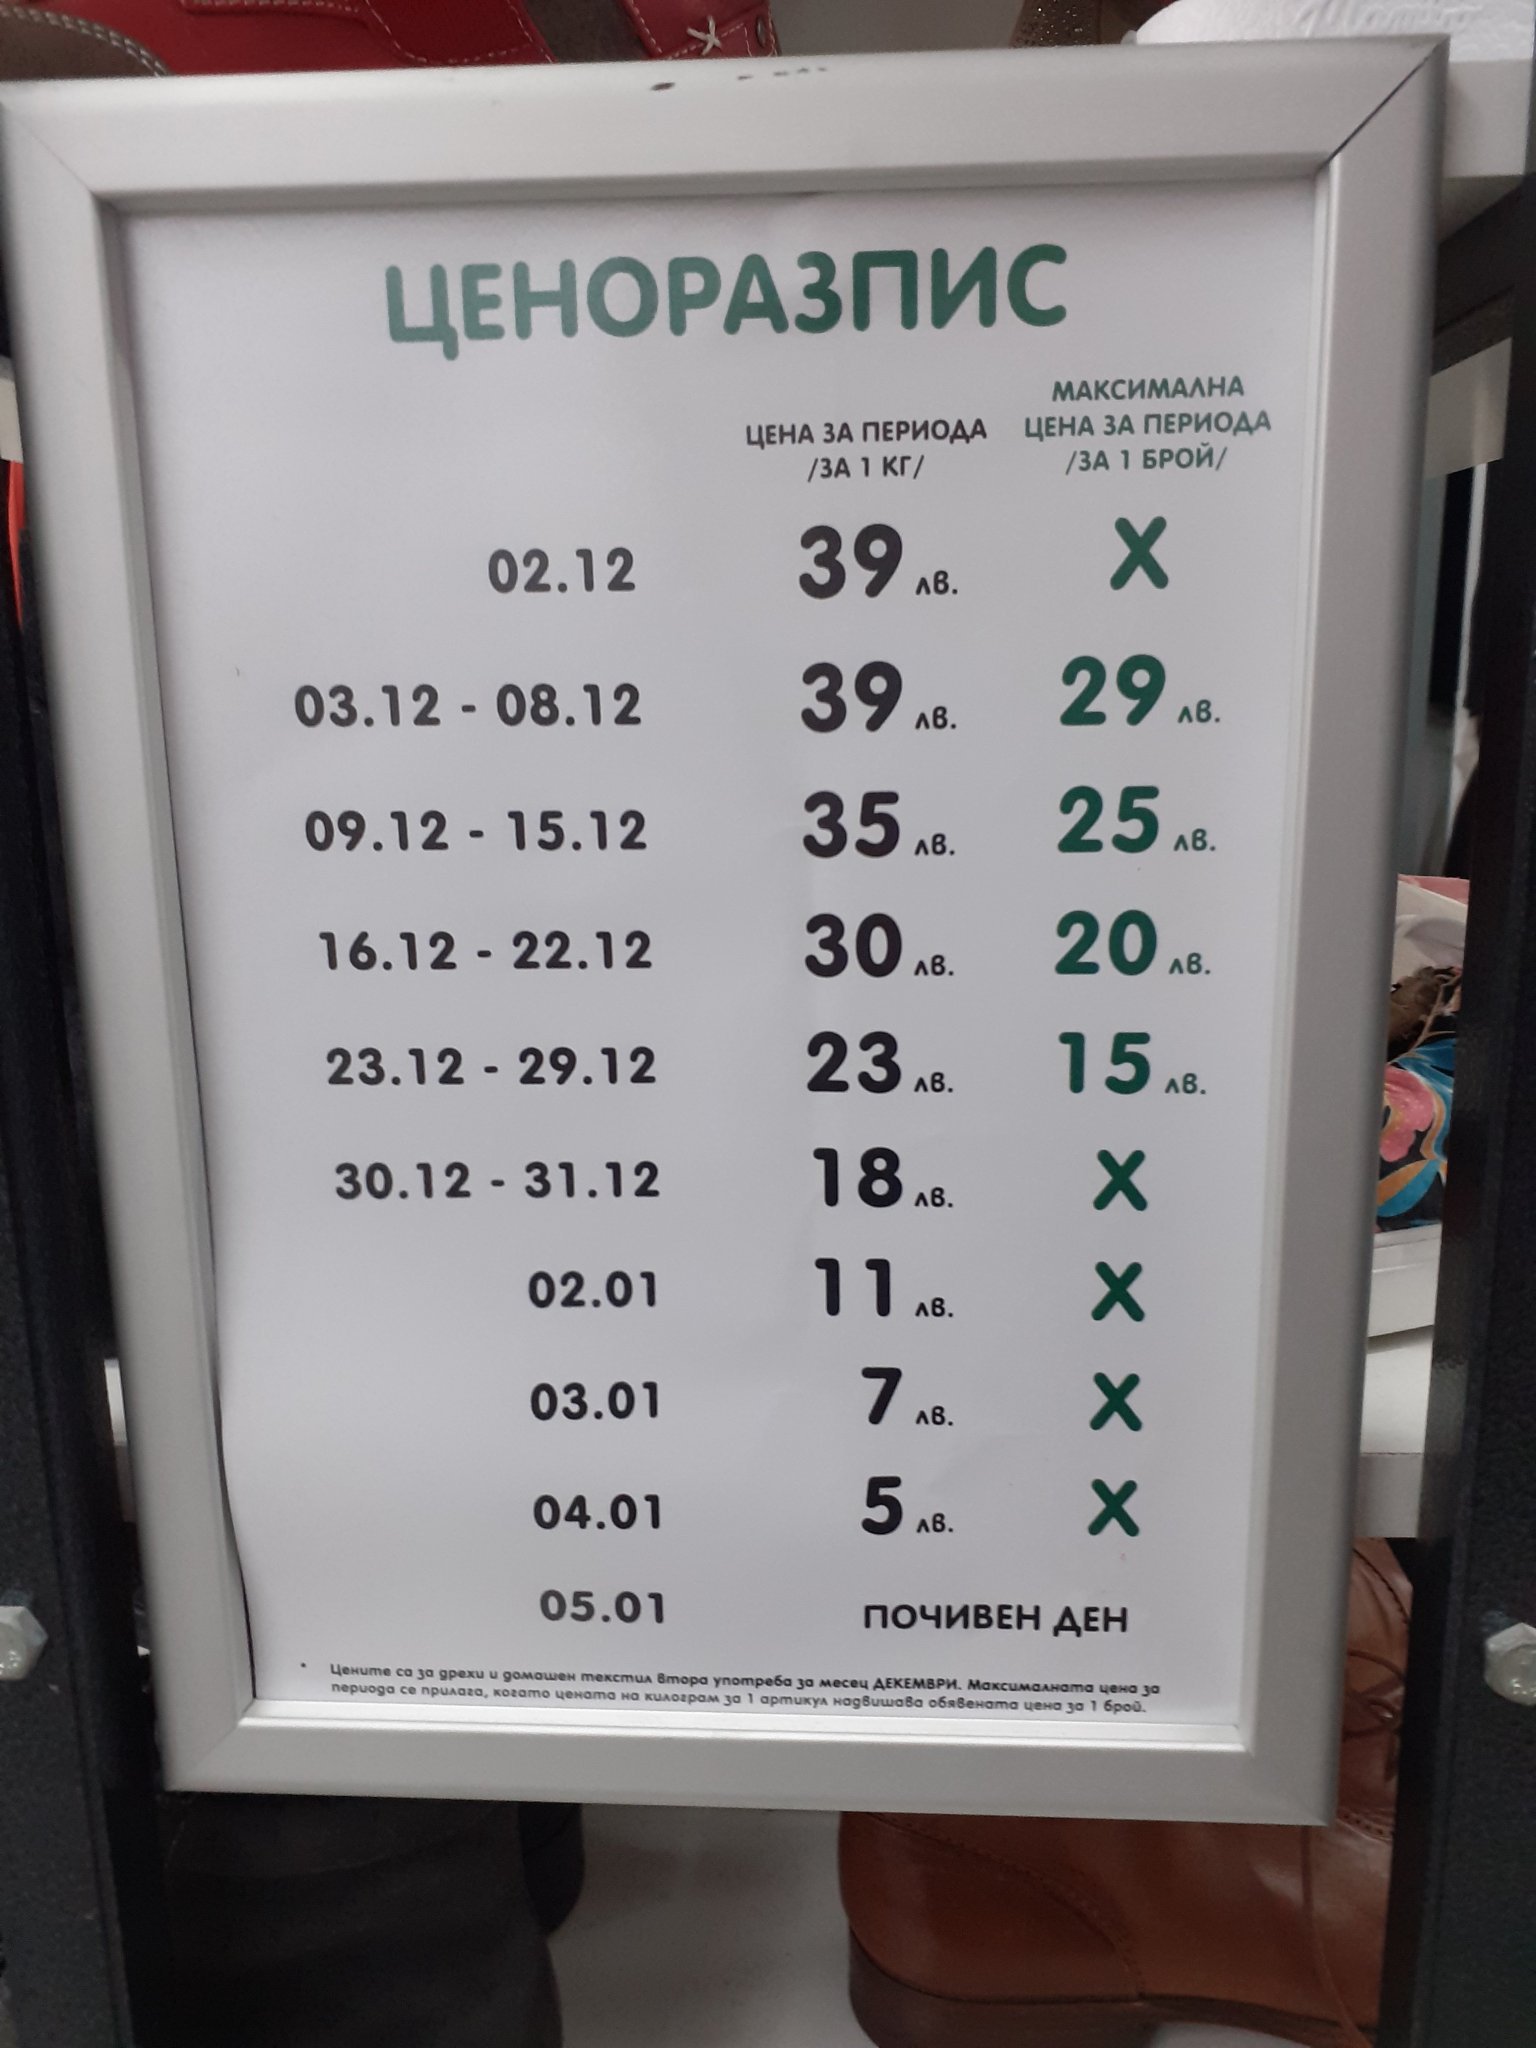 ЦЕНОРАЗПИС
ЦЕНА ЗА ПЕРИОДА
/ЗА 1 КГ/
МАКСИМАЛНА
ЦЕНА ЗА ПЕРИОДА
/ЗА 1 БРОЙ/
02.12 39 лв. X
03.12 - 08.12 39 лв. 29 лв.
09.12 - 15.12 35 лв. 25 лв.
16.12 - 22.12 30 лв. 20 лв.
23.12 - 29.12 23 лв. 15 лв.
30.12 - 31.12 18 лв. X
02.01 11 лв. X
03.01 7 лв. X
04.01 5 лв. X
05.01 ПОЧИВЕН ДЕН
* Цените са за дрехи и домашен текстил втора употреба за месец ДЕКЕМВРИ. Максималната цена за
периода се прилага, когато цената на килограм за 1 артикул надвишава обявената цена за 1 брой.